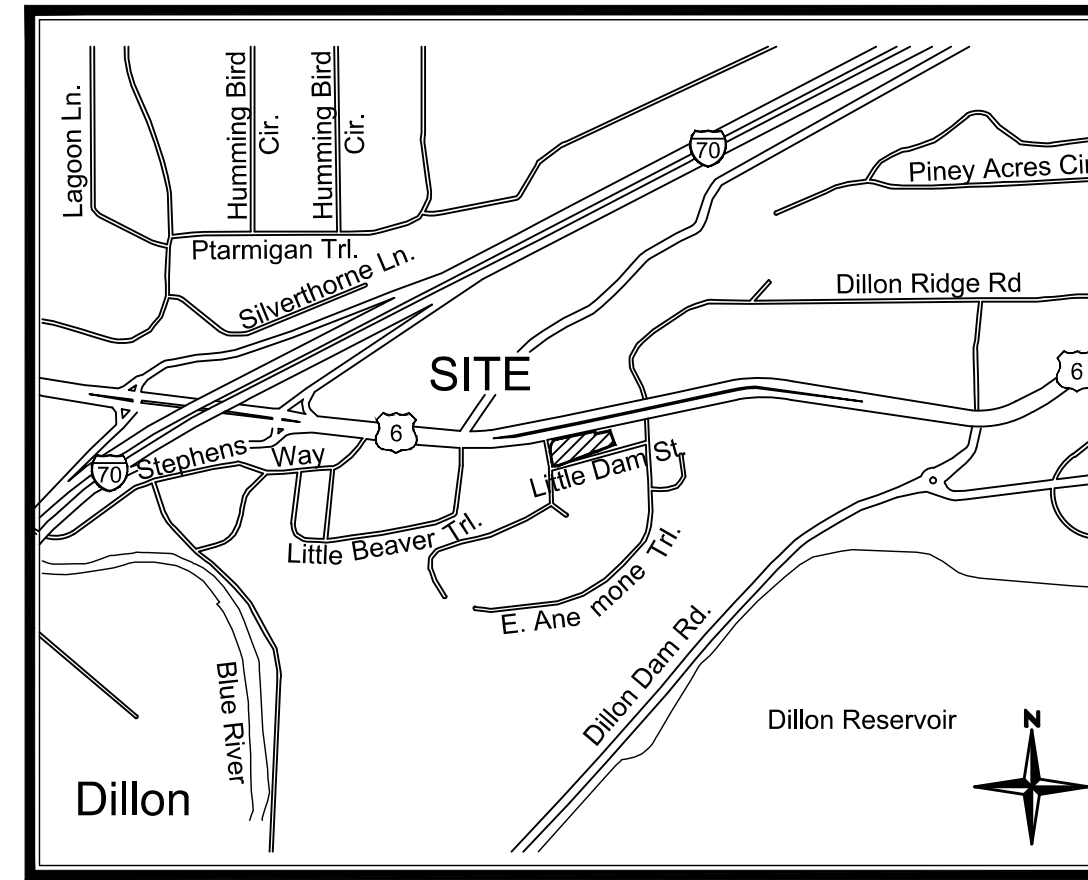 Lagoon Ln.
Humming Bird
Cir.
Humming Bird
Cir.
70
Piney Acres Cir
Ptarmigan Trl.
Silverthorne Ln.
Dillon Ridge Rd
SITE
6
6
70
Stephens Way
Little Dam St.
Little Beaver Trl.
E. Ane mone Trl.
Dillon Dam Rd.
Blue River
Dillon Reservoir
N
Dillon